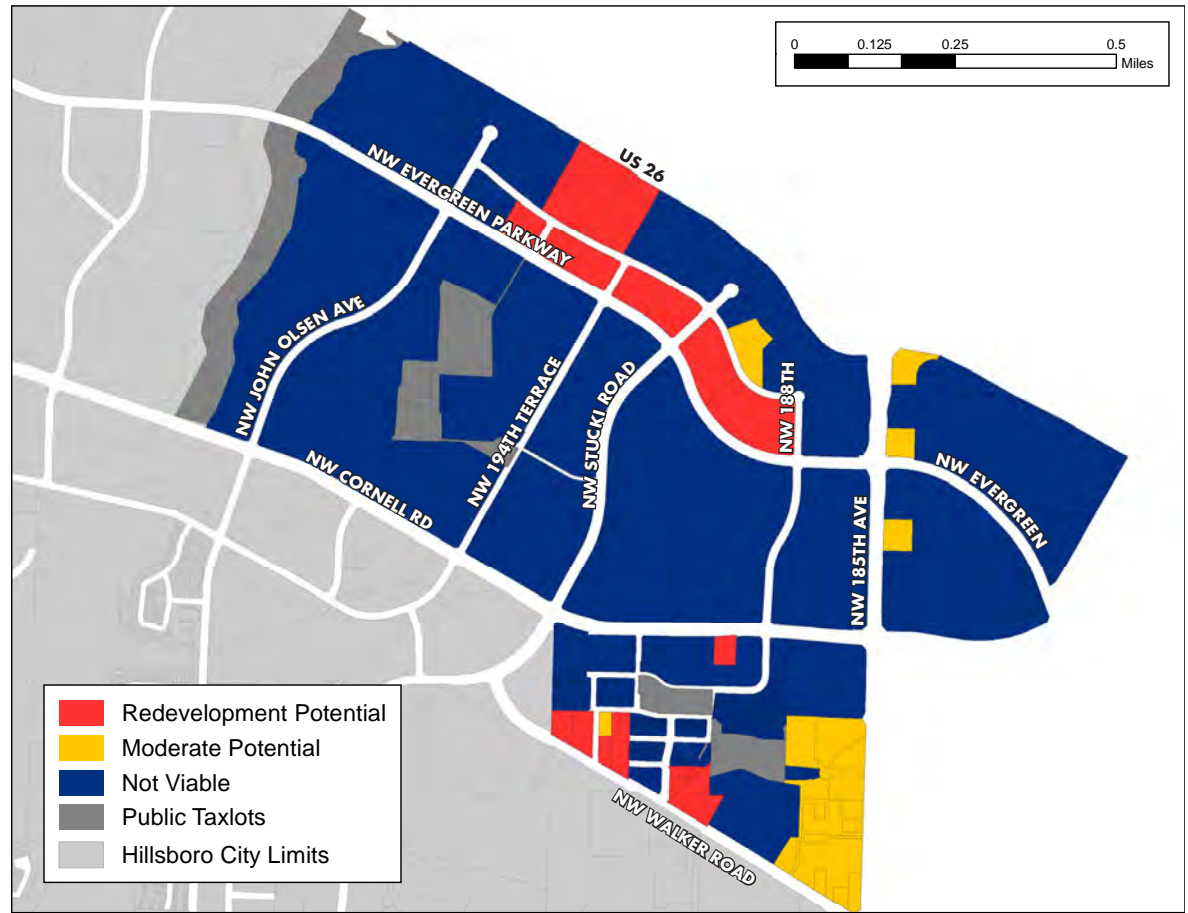 0 0.125 0.25 0.5
Miles
US 26
NW EVERGREEN PARKWAY
NW JOHN OLSEN AVE
NW 194TH TERRACE
NW STUCKI ROAD
NW 188TH
NW EVERGREEN
NW CORNELL RD
NW 185TH AVE
NW WALKER ROAD
Redevelopment Potential
Moderate Potential
Not Viable
Public Taxlots
Hillsboro City Limits